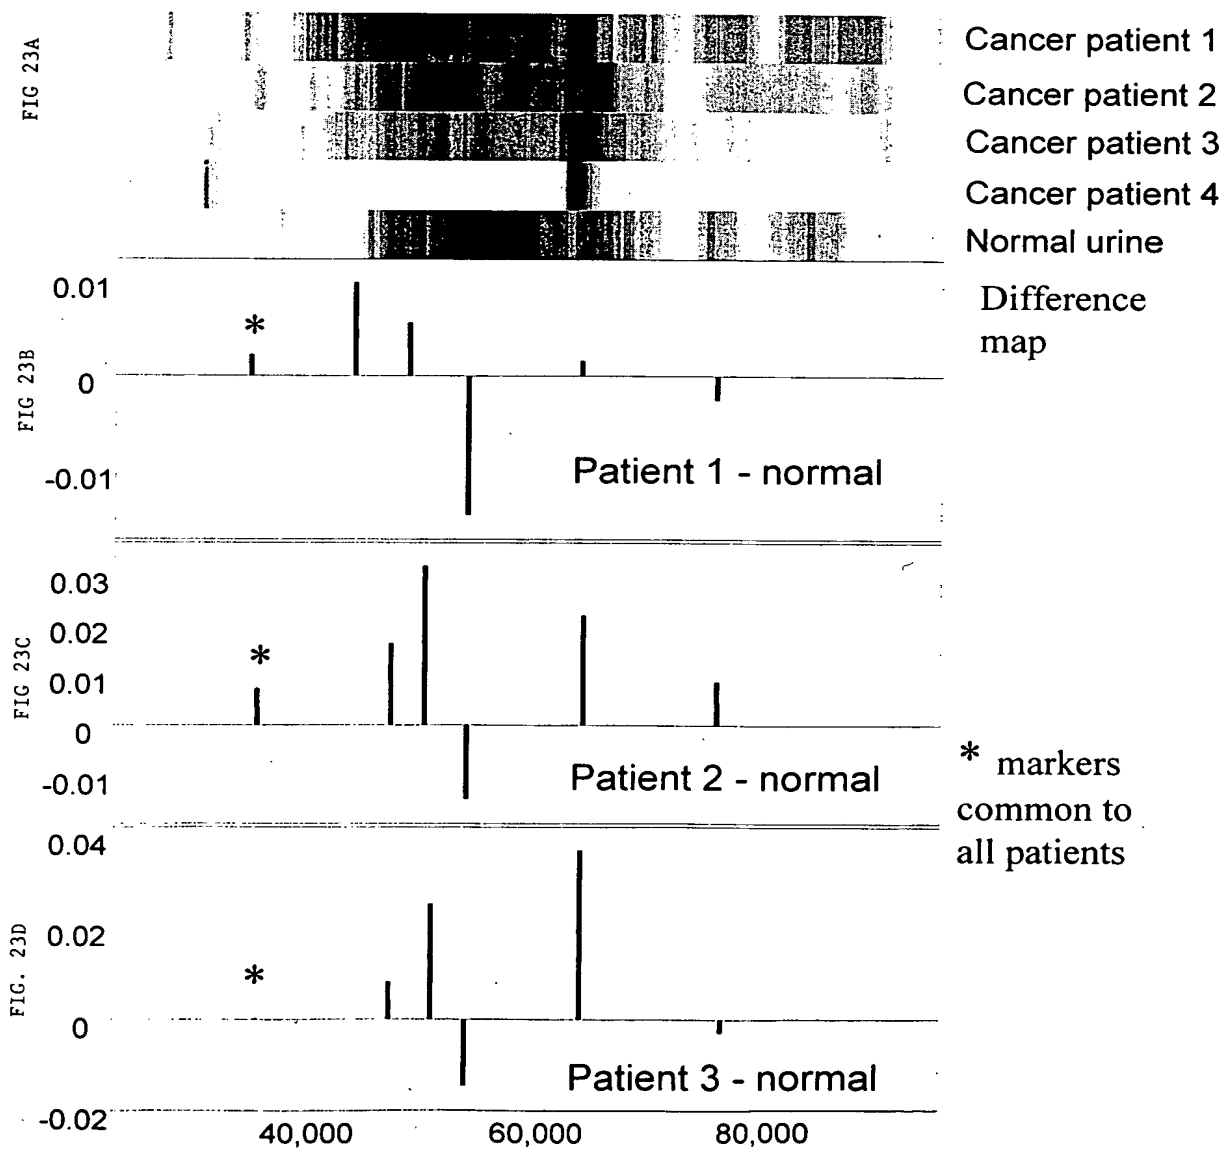 FIG 23A
Cancer patient 1
Cancer patient 2
Cancer patient 3
Cancer patient 4
Normal urine
Difference
map
FIG 23B
0.01
0
-0.01
*
Patient 1 - normal
FIG 23C
0.03
0.02
0.01
0
-0.01
*
Patient 2 - normal
* markers
common to
all patients
FIG. 23D
0.04
0.02
0
-0.02
*
Patient 3 - normal
40,000
60,000
80,000